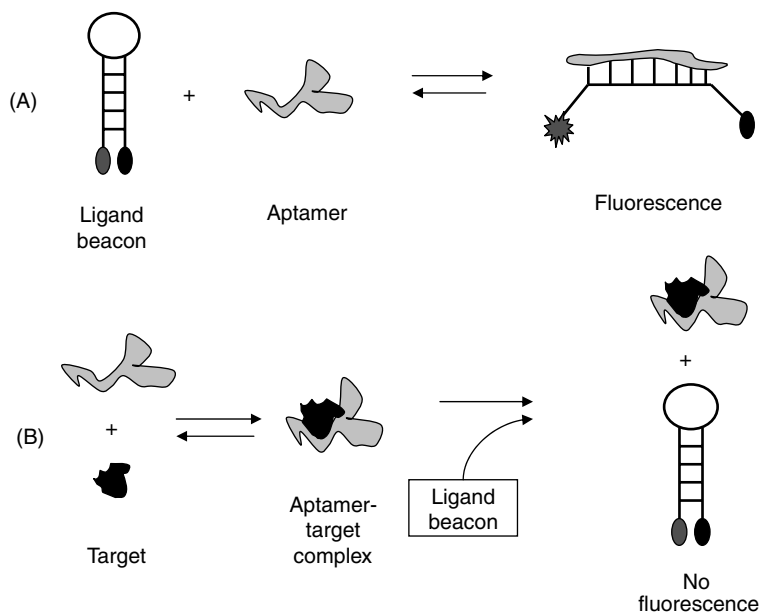 (A)
+
Ligand
beacon
Aptamer
Fluorescence
(B)
+
Target
Aptamer-
target
complex
Ligand
beacon
+
No
fluorescence